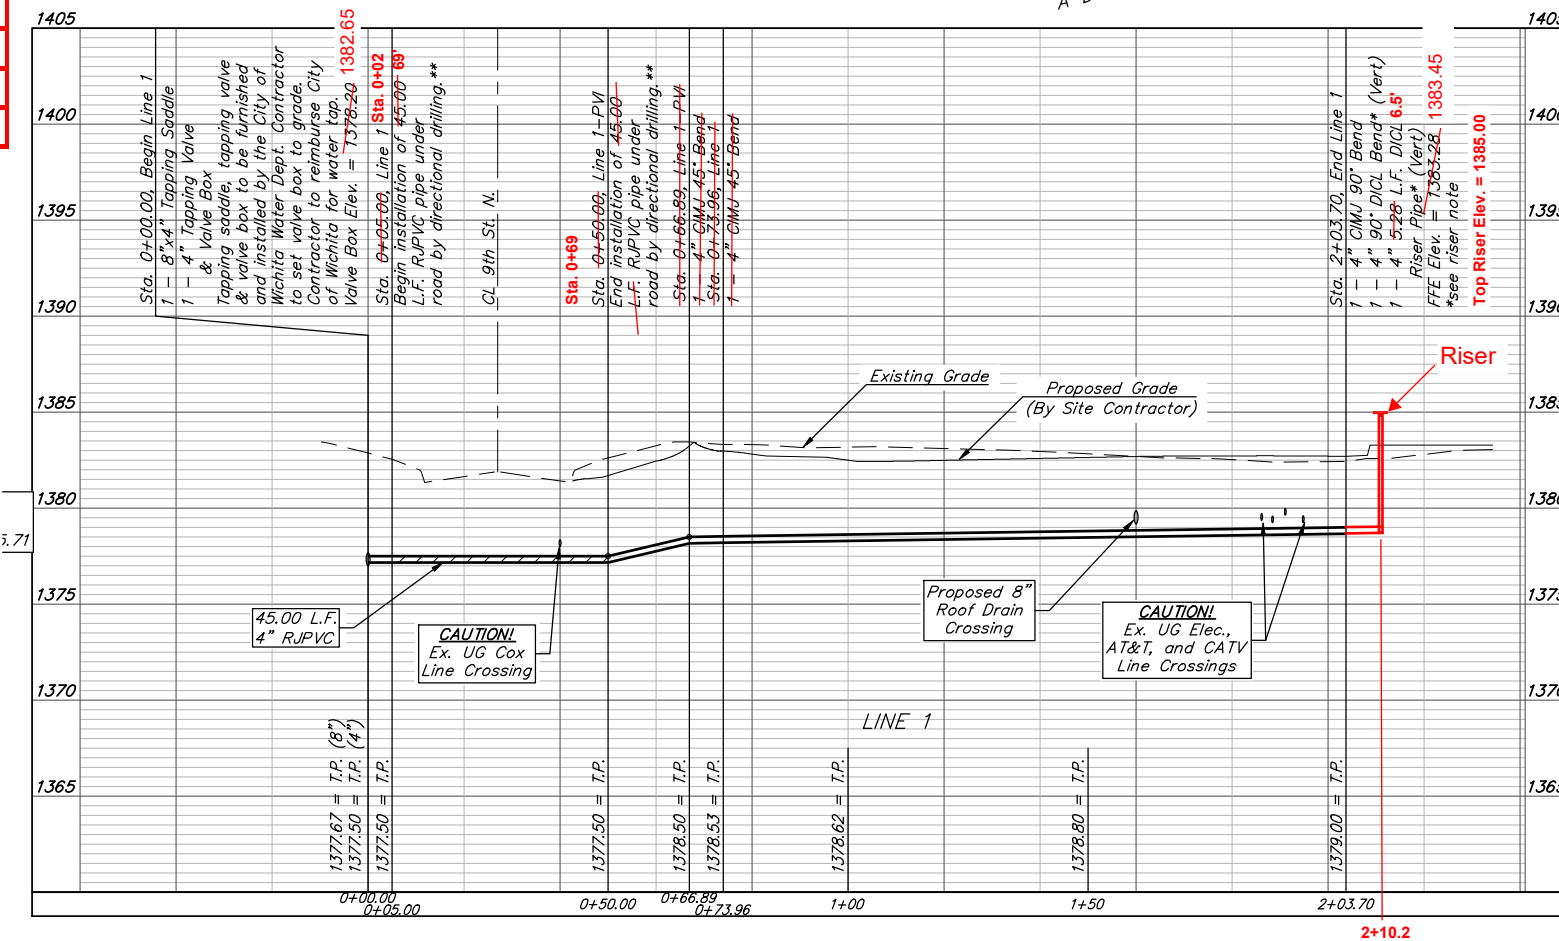 1405
1400
1395
1390
1385
1380
1375
1370
1365
5.71
Sta. 0+00.00, Begin Line 1
1 - 8"x4" Tapping Saddle
1 - 4" Tapping Valve
& Valve Box
Tapping saddle, tapping valve
& valve box to be furnished
and installed by the City of
Wichita Water Dept. Contractor
to set valve box to grade.
Contractor to reimburse City
of Wichita for water tap.
Valve Box Elev. = 1378.20 1382.65
Sta. 0+02
Sta. 0+05.00, Line 1
Begin installation of 45.00 69'
L.F. RJPVC pipe under
road by directional drilling.**
CL 9th St. N.
Sta. 0+69
Sta. 0+50.00, Line 1-PVI
End installation of 45.00
L.F. RJPVC pipe under
road by directional drilling.**
Sta. 0+66.89, Line 1-PVI
1 - 4" CIMJ 45° Bend
Sta. 0+73.96, Line 1
1 - 4" CIMJ 45° Bend
Sta. 2+03.70, End Line 1
1 - 4" CIMJ 90° Bend
1 - 4" 90° DICL Bend* (Vert)
1 - 4" 5.28 L.F. DICL 6.5'
Riser Pipe* (Vert)
FFE Elev. = 1383.28 1383.45
*see riser note
Top Riser Elev. = 1385.00
Riser
Existing Grade
Proposed Grade
(By Site Contractor)
45.00 L.F.
4" RJPVC
CAUTION!
Ex. UG Cox
Line Crossing
Proposed 8"
Roof Drain
Crossing
CAUTION!
Ex. UG Elec.,
AT&T, and CATV
Line Crossings
LINE 1
1377.67 = T.P. (8")
1377.50 = T.P. (4")
1377.50 = T.P.
1377.50 = T.P.
1378.50 = T.P.
1378.53 = T.P.
1378.62 = T.P.
1378.80 = T.P.
1379.00 = T.P.
0+00.00
0+05.00
0+50.00
0+66.89
0+73.96
1+00
1+50
2+03.70
2+10.2
1405
1400
1395
1390
1385
1380
1375
1370
1365